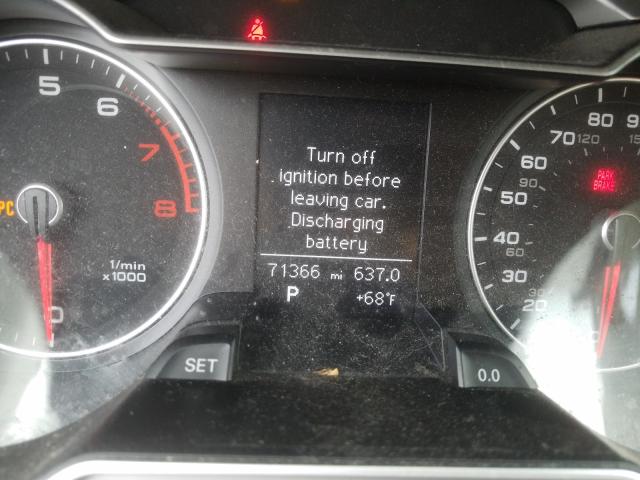 5
6
7
8
PC
1/min
x1000
0
Turn off
ignition before
leaving car.
Discharging
battery
71366 mi 637.0
P +68°F
SET
0.0
80
70 120
60
90
50
40
60
30
30
20
PARK
BRAKE